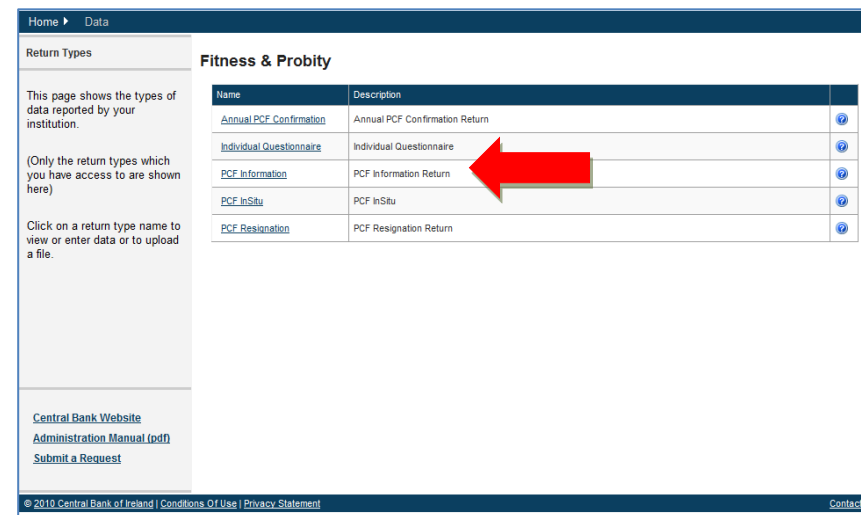 Home Data
Return Types
This page shows the types of
data reported by your
institution.
(Only the return types which
you have access to are shown
here)
Click on a return type name to
view or enter data or to upload
a file.
Central Bank Website
Administration Manual (pdf)
Submit a Request
Fitness & Probity
Name Description
Annual PCF Confirmation Annual PCF Confirmation Return
Individual Questionnaire Individual Questionnaire
PCF Information PCF Information Return
PCF InSitu PCF InSitu
PCF Resignation PCF Resignation Return
© 2010 Central Bank of Ireland | Conditions Of Use | Privacy Statement Contact